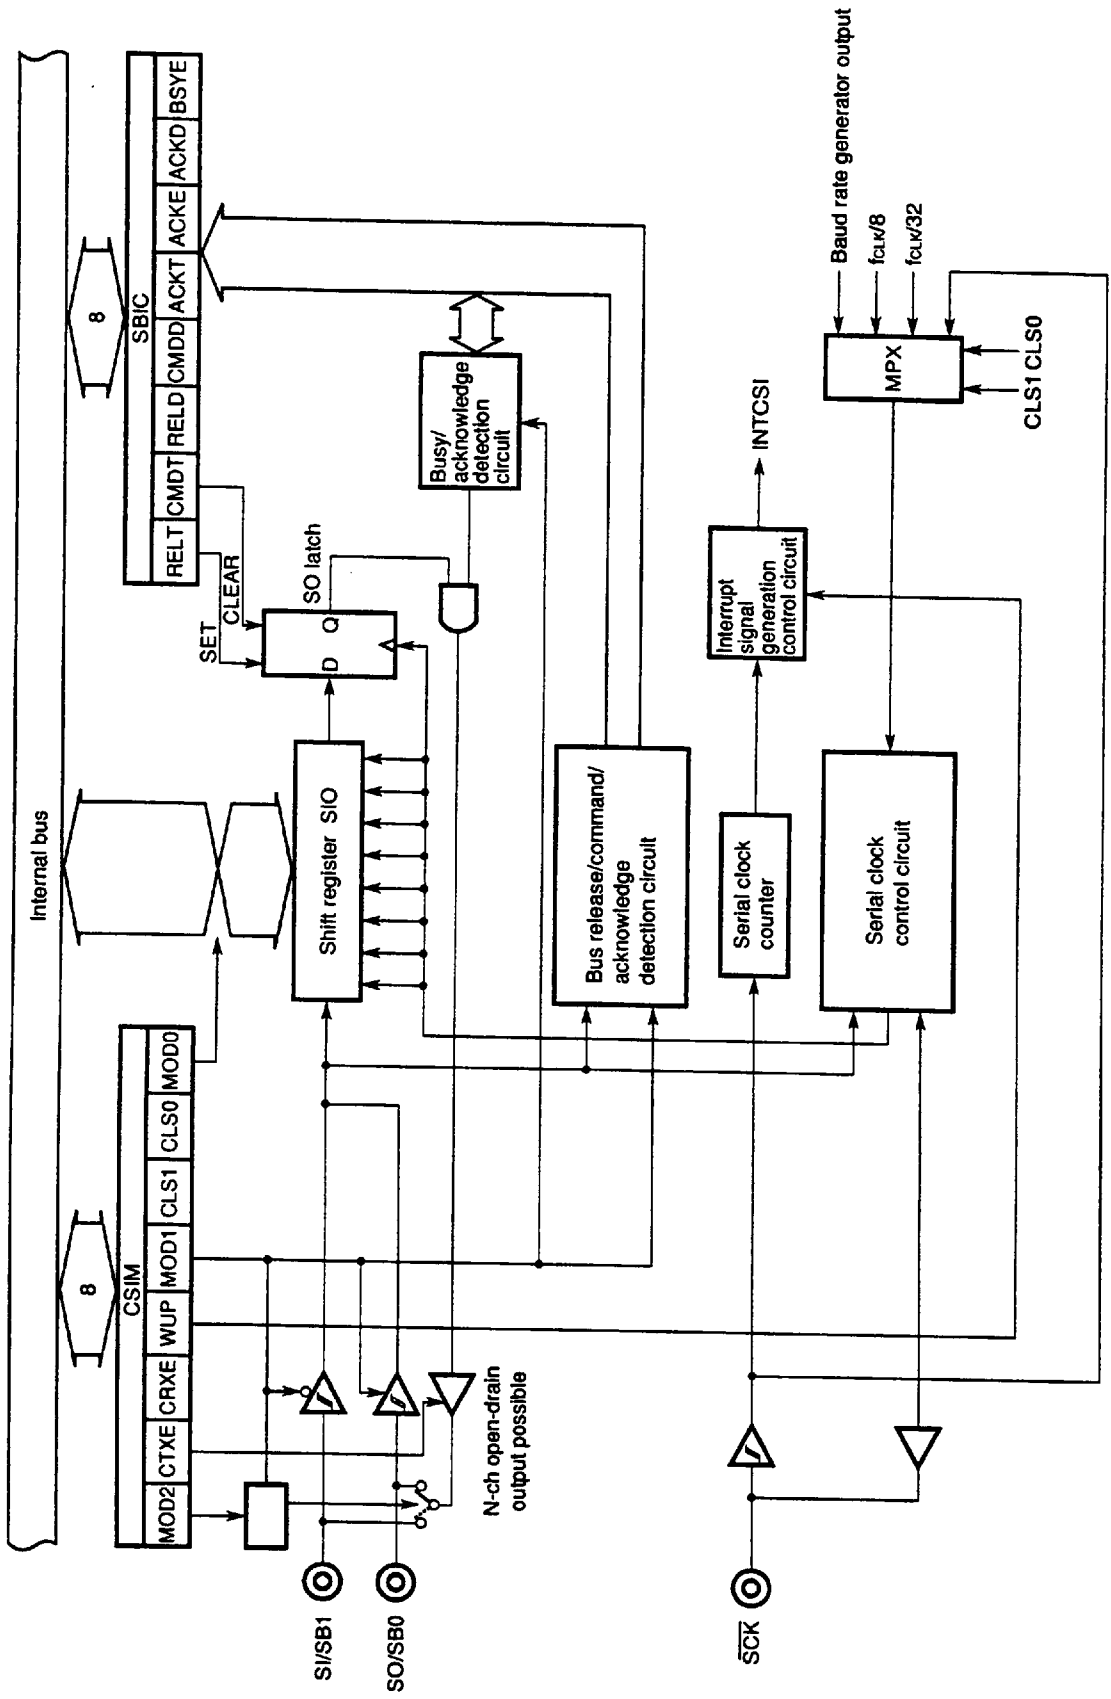 Internal bus
8
8
CSIM
MOD2 CTXE CRXE WUP MOD1 CLS1 CLS0 MOD0
SBIC
RELT CMDT RELD CMDD ACKT ACKE ACKD BSYE
SET
CLEAR
Shift register SIO
D Q
SO latch
SI/SB1
SO/SB0
N-ch open-drain
output possible
Busy/
acknowledge
detection
circuit
Bus release/command/
acknowledge
detection circuit
Serial clock
counter
Interrupt
signal
generation
control circuit
INTCSI
SCK
Serial clock
control circuit
MPX
Baud rate generator output
fCLK/8
fCLK/32
CLS1 CLS0